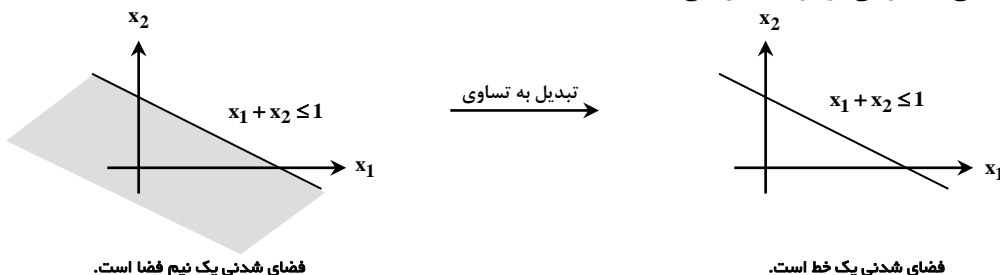 x₂
x₁ + x₂ ≤ 1
x₁
فضای شدنی یک نیم فضا است.
تبدیل به تساوی
x₂
x₁ + x₂ ≤ 1
x₁
فضای شدنی یک خط است.